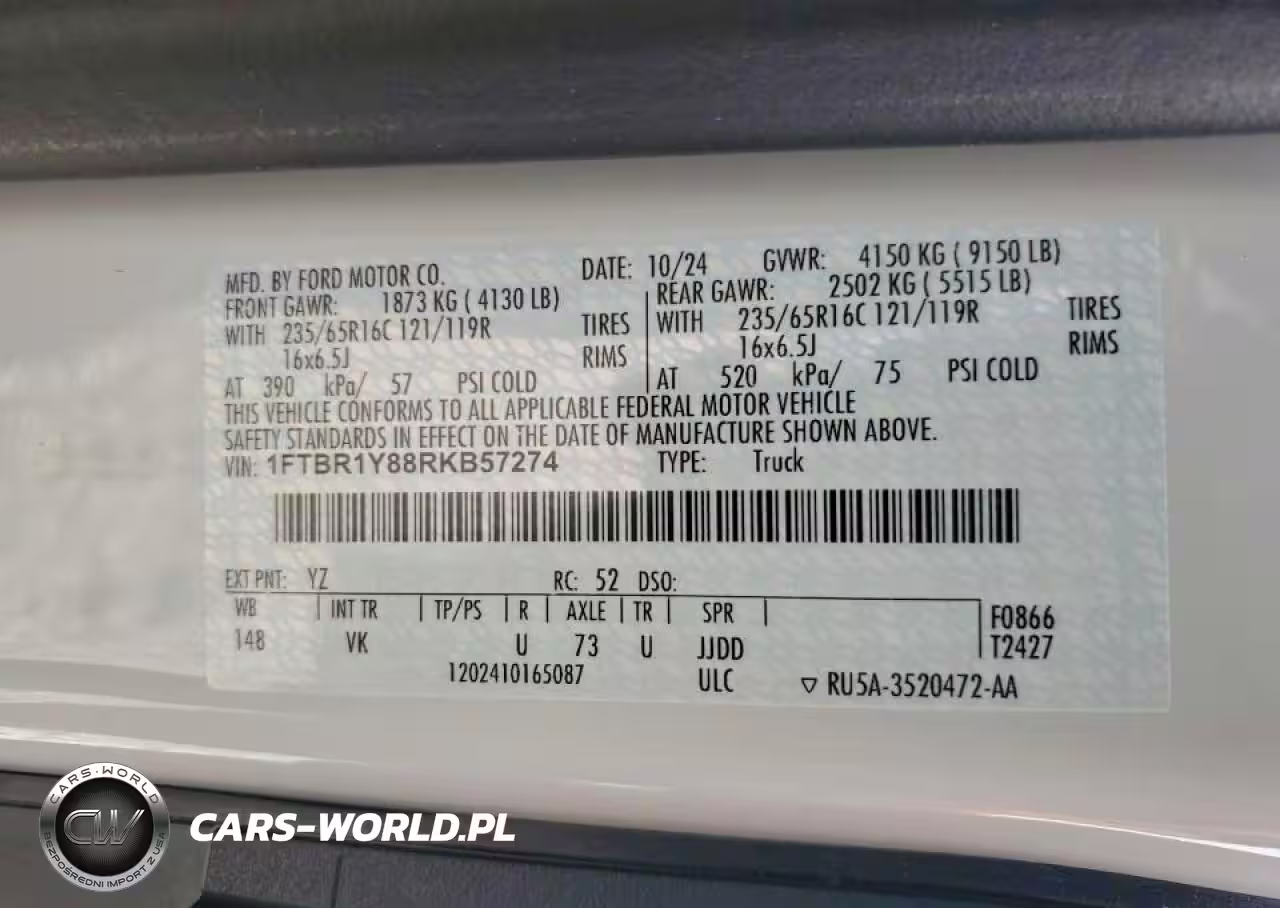 MFD. BY FORD MOTOR CO. DATE: 10/24 GVWR: 4150 KG ( 9150 LB)
FRONT GAWR: 1873 KG ( 4130 LB) REAR GAWR: 2502 KG ( 5515 LB)
WITH 235/65R16C 121/119R TIRES WITH 235/65R16C 121/119R TIRES
16x6.5J RIMS 16x6.5J RIMS
AT 390 kPa/ 57 PSI COLD AT 520 kPa/ 75 PSI COLD
THIS VEHICLE CONFORMS TO ALL APPLICABLE FEDERAL MOTOR VEHICLE
SAFETY STANDARDS IN EFFECT ON THE DATE OF MANUFACTURE SHOWN ABOVE.
VIN: 1FTBR1Y88RKB57274 TYPE: Truck
EXT PNT: YZ RC: 52 DSO:
WB INT TR TP/PS R AXLE TR SPR F0866
148 VK U 73 U JJDD T2427
1202410165087 ULC ▽ RU5A-3520472-AA
CARS-WORLD
CW
BEZPOŚREDNI IMPORT Z USA
CARS-WORLD.PL